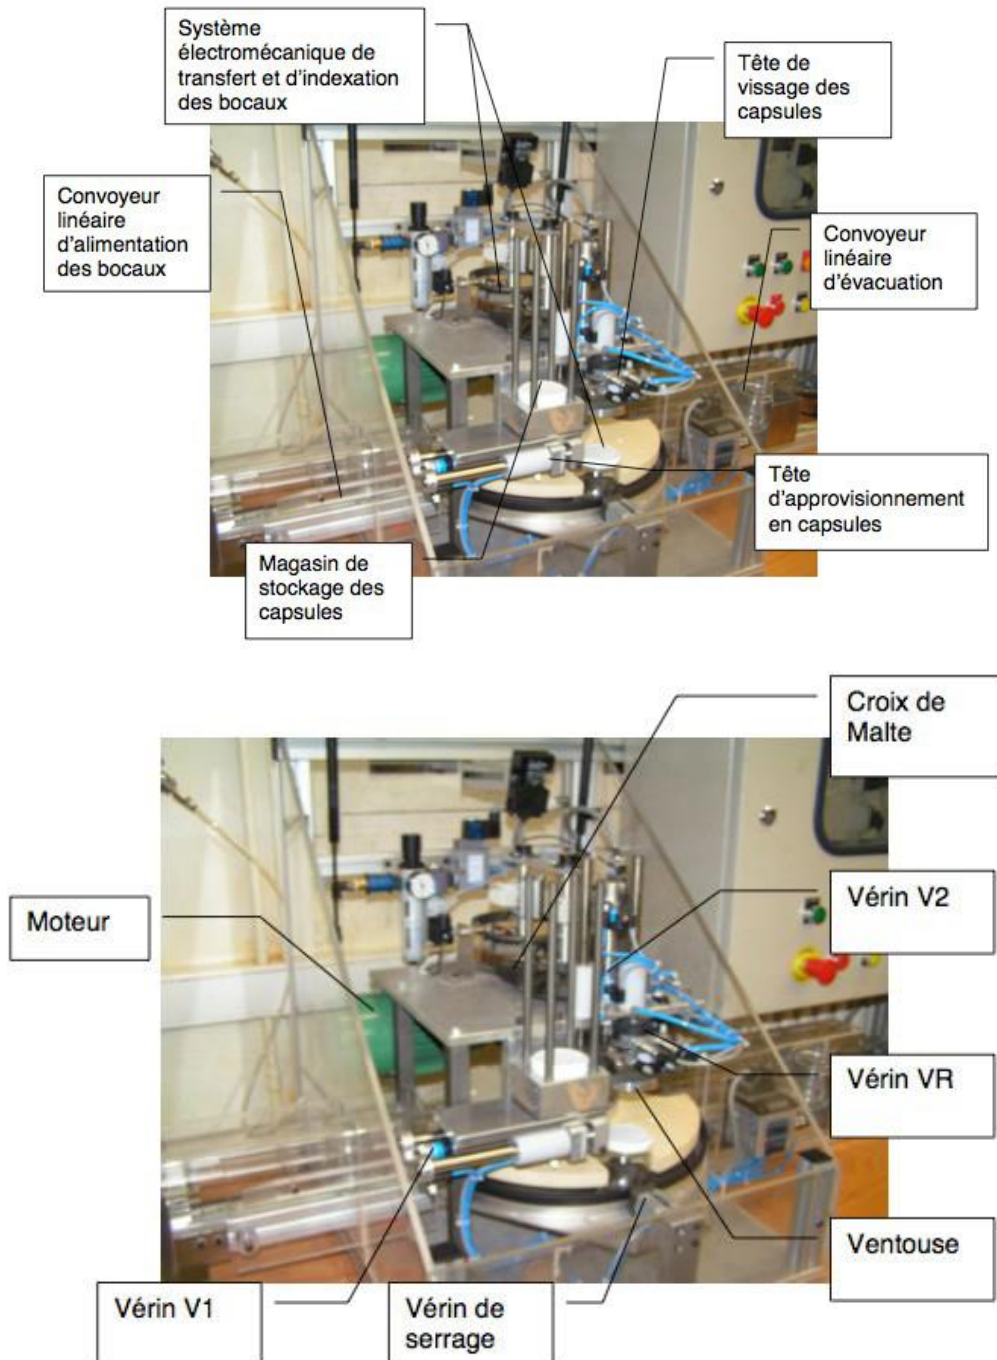 Système
électromécanique de
transfert et d'indexation
des bocaux
Tête de
vissage des
capsules
Convoyeur
linéaire
d'alimentation
des bocaux
Convoyeur
linéaire
d'évacuation
Tête
d'approvisionnement
en capsules
Magasin de
stockage des
capsules
Croix de
Malte
Moteur
Vérin V2
Vérin VR
Ventouse
Vérin V1
Vérin de
serrage